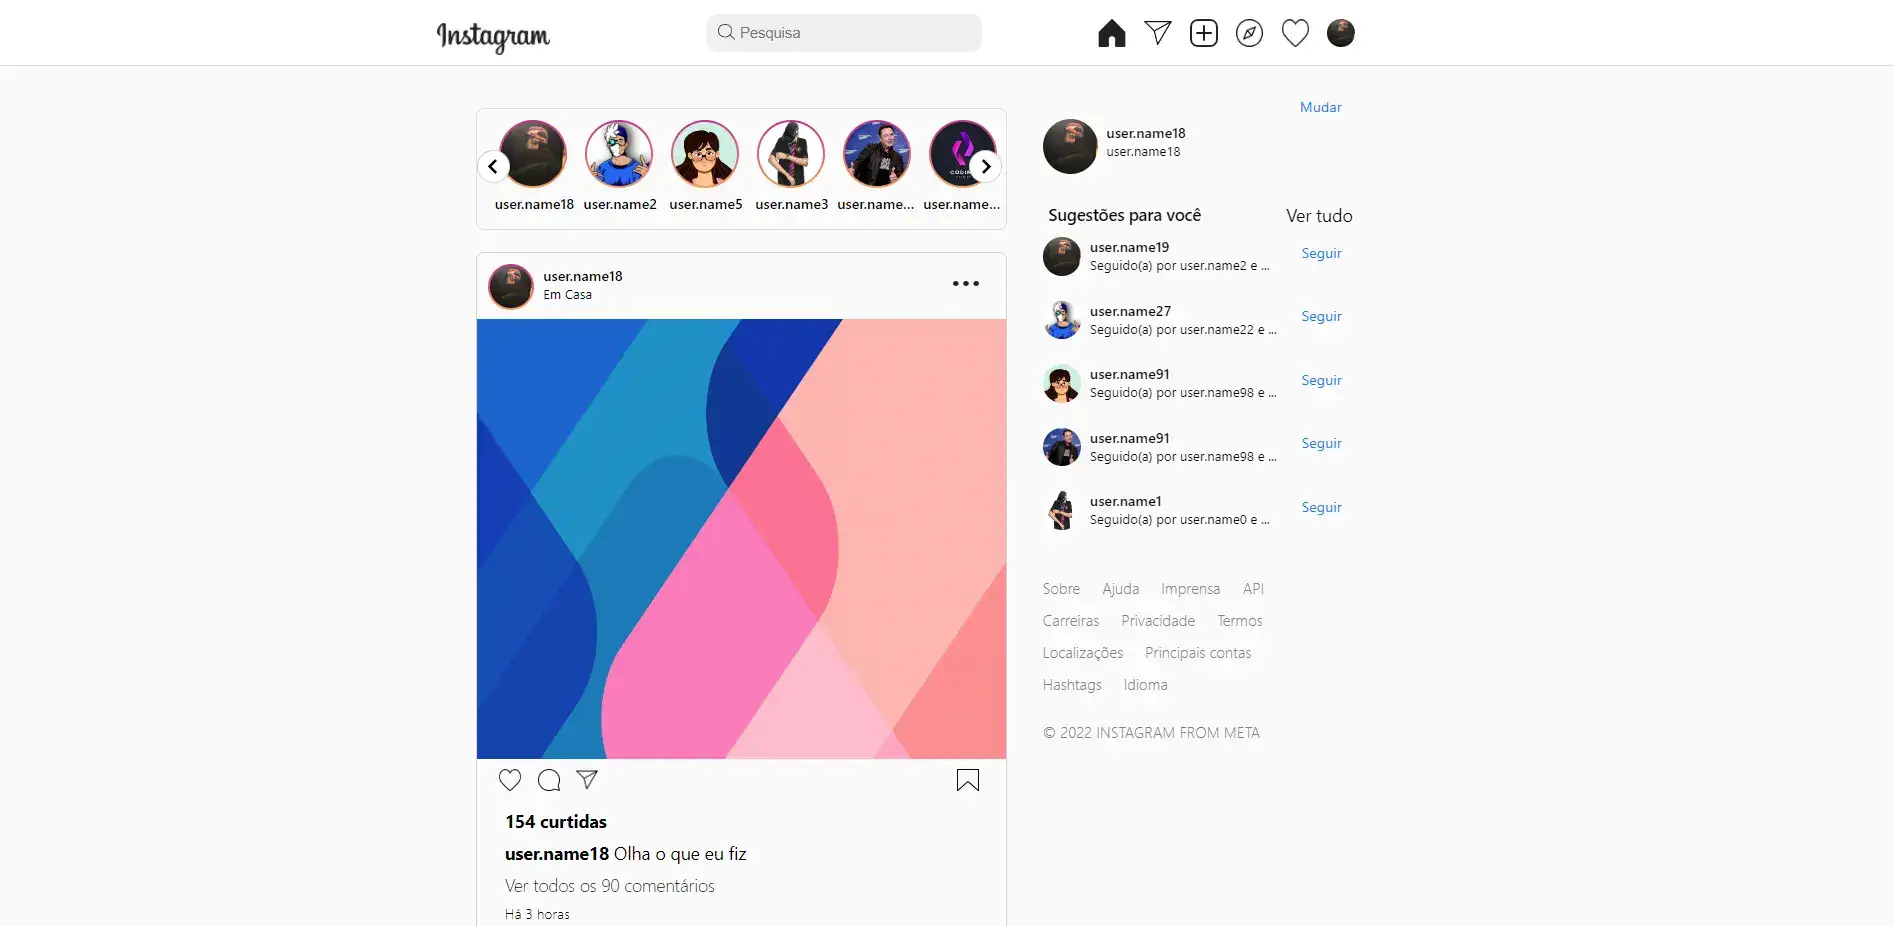 Instagram
Pesquisa
Mudar
user.name18
user.name18
user.name18 user.name2 user.name5 user.name3 user.name... user.name...
Sugestões para você Ver tudo
user.name19
Seguido(a) por user.name2 e ...
Seguir
user.name27
Seguido(a) por user.name22 e ...
Seguir
user.name91
Seguido(a) por user.name98 e ...
Seguir
user.name91
Seguido(a) por user.name98 e ...
Seguir
user.name1
Seguido(a) por user.name0 e ...
Seguir
Sobre Ajuda Imprensa API
Carreiras Privacidade Termos
Localizações Principais contas
Hashtags Idioma
© 2022 INSTAGRAM FROM META
user.name18
Em Casa
154 curtidas
user.name18 Olha o que eu fiz
Ver todos os 90 comentários
Há 3 horas